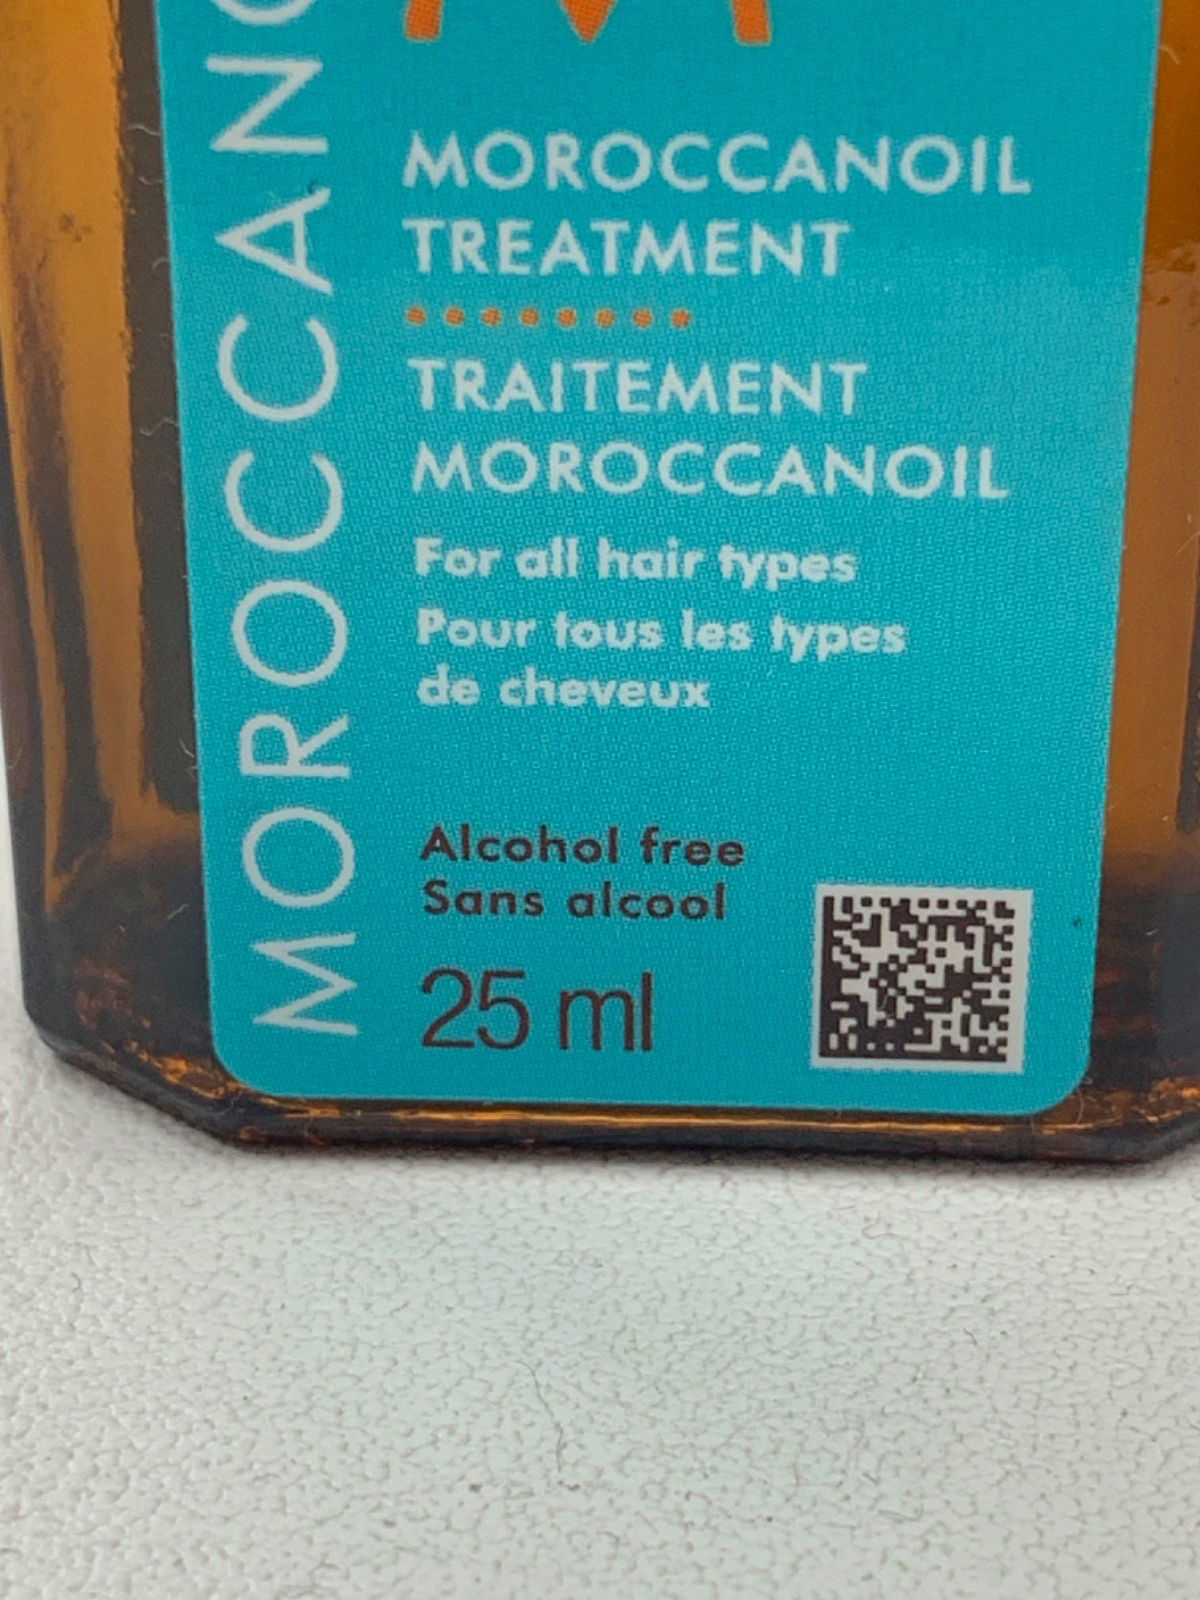 MOROCCANO
MOROCCANOIL
TREATMENT
TRAITEMENT
MOROCCANOIL
For all hair types
Pour tous les types
de cheveux
Alcohol free
Sans alcool
25 ml